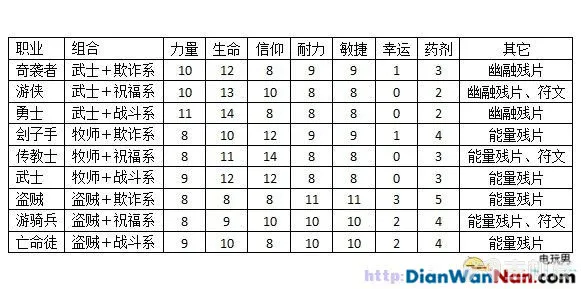 职业 组合 力量 生命 信仰 耐力 敏捷 幸运 药剂 其它
奇袭者 武士＋欺诈系 10 12 8 9 9 1 3 幽融残片
游侠 武士＋祝福系 10 13 10 8 8 0 2 幽融残片、符文
勇士 武士＋战斗系 11 14 8 8 8 0 2 幽融残片
刽子手 牧师＋欺诈系 8 10 12 9 9 1 4 能量残片
传教士 牧师＋祝福系 8 11 14 8 8 0 3 能量残片、符文
武士 牧师＋战斗系 9 12 12 8 8 0 3 能量残片
盗贼 盗贼＋欺诈系 8 8 8 11 11 3 5 能量残片
游骑兵 盗贼＋祝福系 8 9 10 10 10 2 4 能量残片、符文
亡命徒 盗贼＋战斗系 9 10 8 10 10 2 4 能量残片
电玩男
http:DianWanNan.com